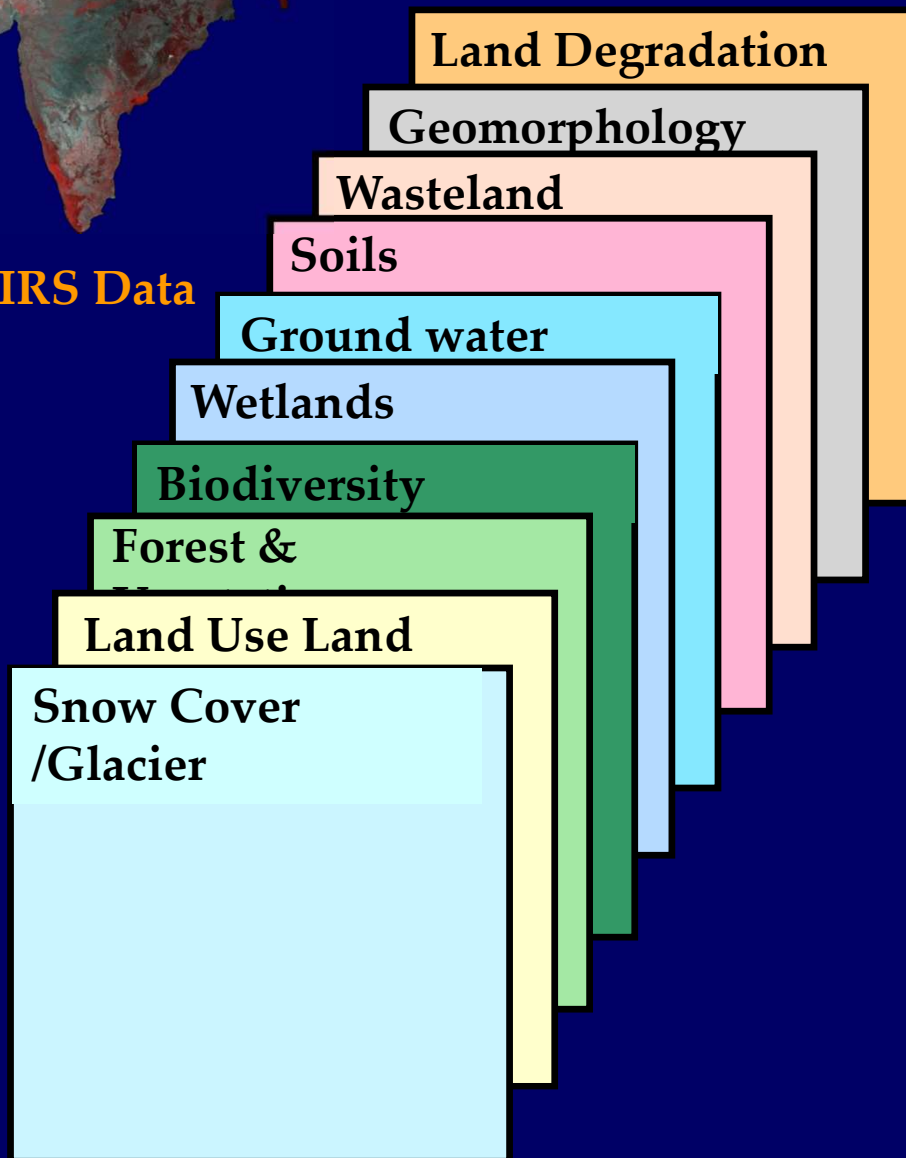 Land Degradation
Geomorphology
Wasteland
Soils
IRS Data
Ground water
Wetlands
Biodiversity
Forest &
Land Use Land
Snow Cover
/Glacier